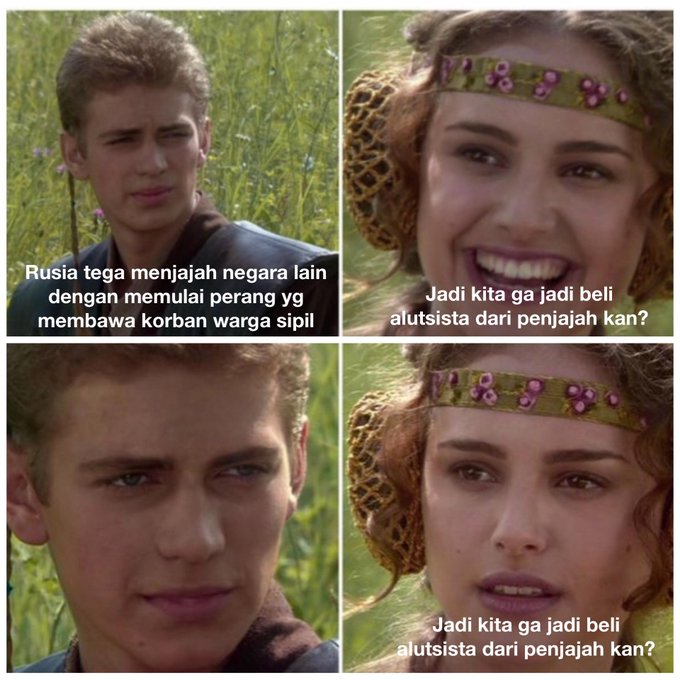 Rusia tega menjajah negara lain
dengan memulai perang yg
membawa korban warga sipil
Jadi kita ga jadi beli
alutsista dari penjajah kan?
Jadi kita ga jadi beli
alutsista dari penjajah kan?